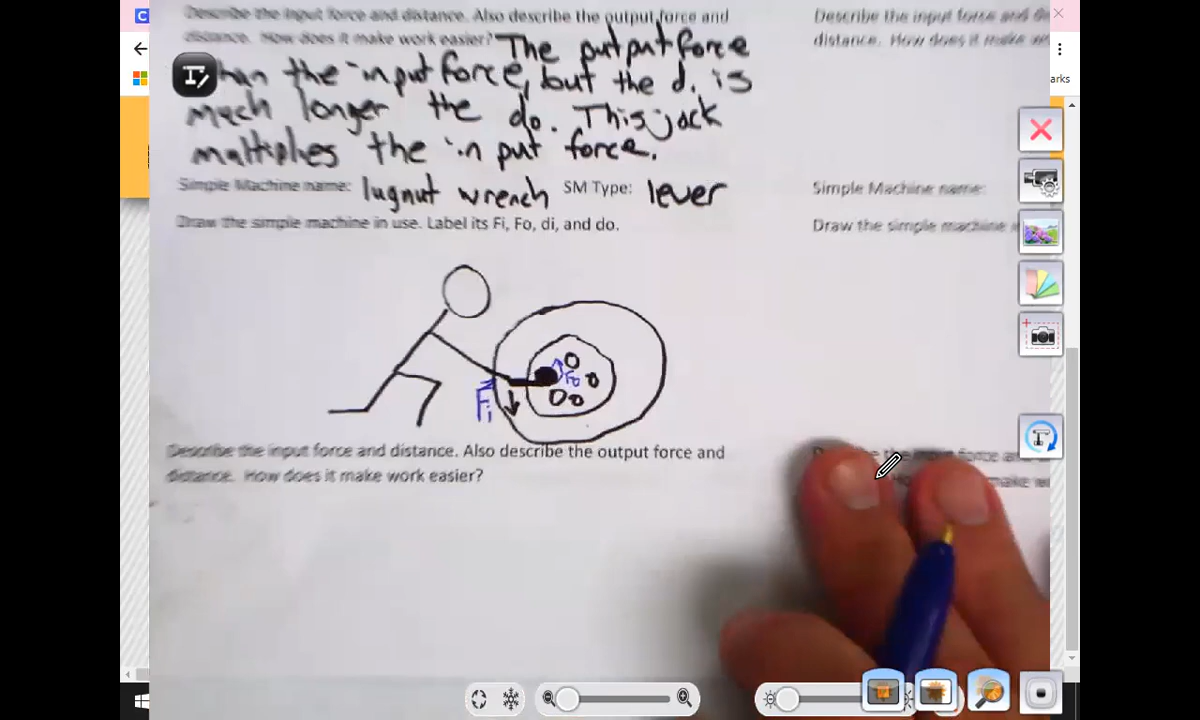 Describe the input force and distance. Also describe the output force and
distance. How does it make work easier? The output force
than the input force, but the di is
much longer the do. This jack
multiplies the input force.
Simple Machine name: lugnut wrench SM Type: lever
Draw the simple machine in use. Label its Fi, Fo, di, and do.
Fo
Fi
Describe the input force and distance. Also describe the output force and
distance. How does it make work easier?
Describe the input force and
distance. How does it make
Simple Machine name:
Draw the simple machine
arks